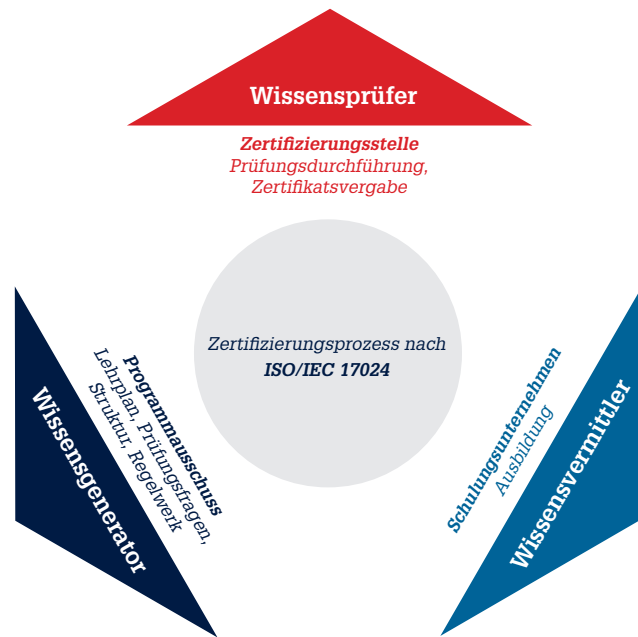 Wissensprüfer
Zertifizierungsstelle
Prüfungsdurchführung,
Zertifikatsvergabe
Zertifizierungsprozess nach
ISO/IEC 17024
Wissensgenerator
Programmausschuss
Lehrplan, Prüfungsfragen,
Struktur, Regelwerk
Schulungsunternehmen
Ausbildung
Wissensvermittler